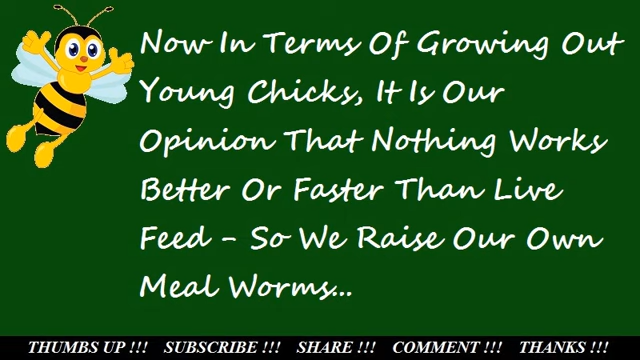 Now In Terms Of Growing Out
Young Chicks, It Is Our
Opinion That Nothing Works
Better Or Faster Than Live
Feed - So We Raise Our Own
Meal Worms...
THUMBS UP !!! SUBSCRIBE !!! SHARE !!! COMMENT !!! THANKS !!!